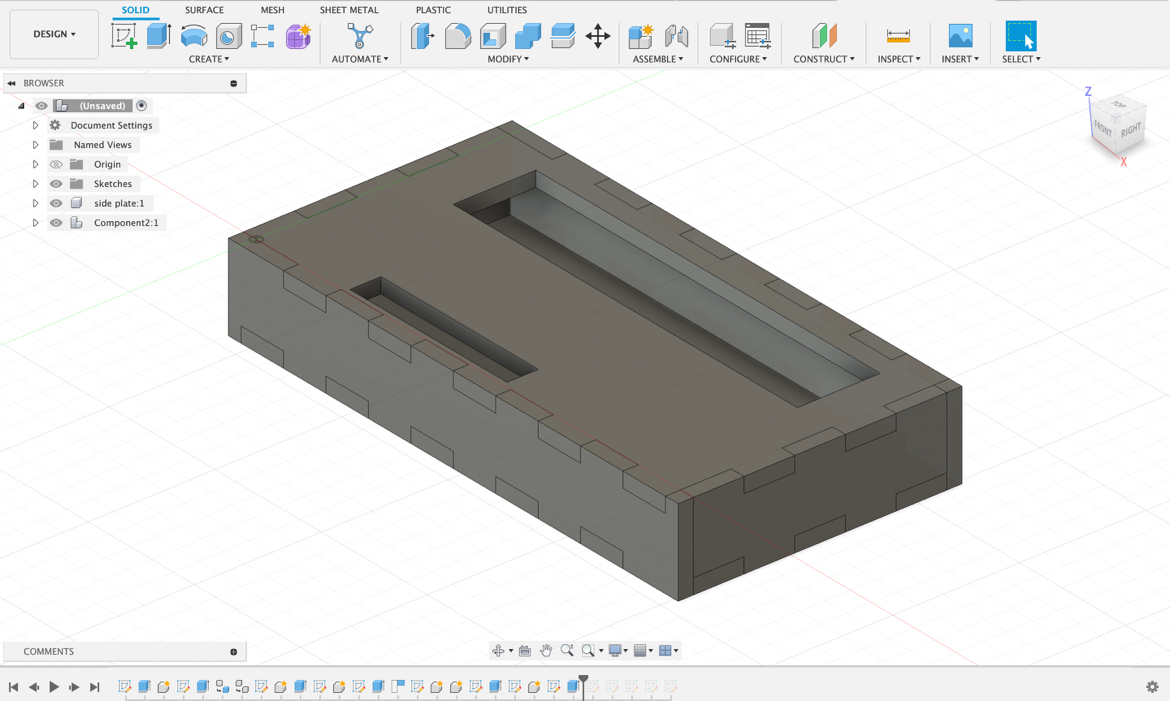 SOLID SURFACE MESH SHEET METAL PLASTIC UTILITIES
DESIGN
CREATE AUTOMATE MODIFY ASSEMBLE CONFIGURE CONSTRUCT INSPECT INSERT SELECT
BROWSER
(Unsaved)
Document Settings
Named Views
Origin
Sketches
side plate:1
Component2:1
Z
TOP
FRONT RIGHT
X
COMMENTS